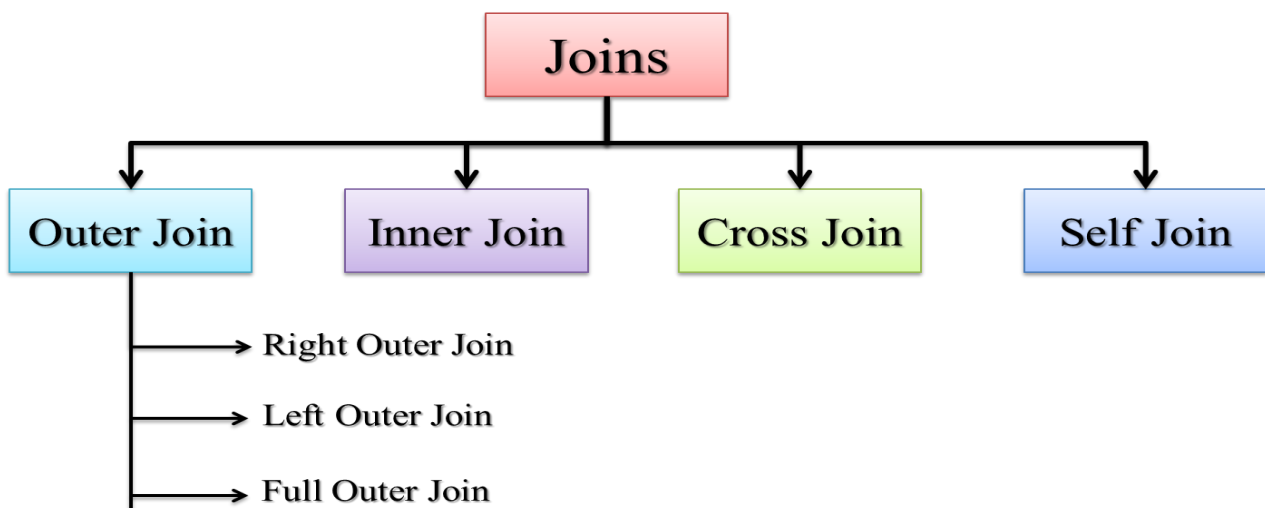 Joins
Outer Join
Inner Join
Cross Join
Self Join
Right Outer Join
Left Outer Join
Full Outer Join